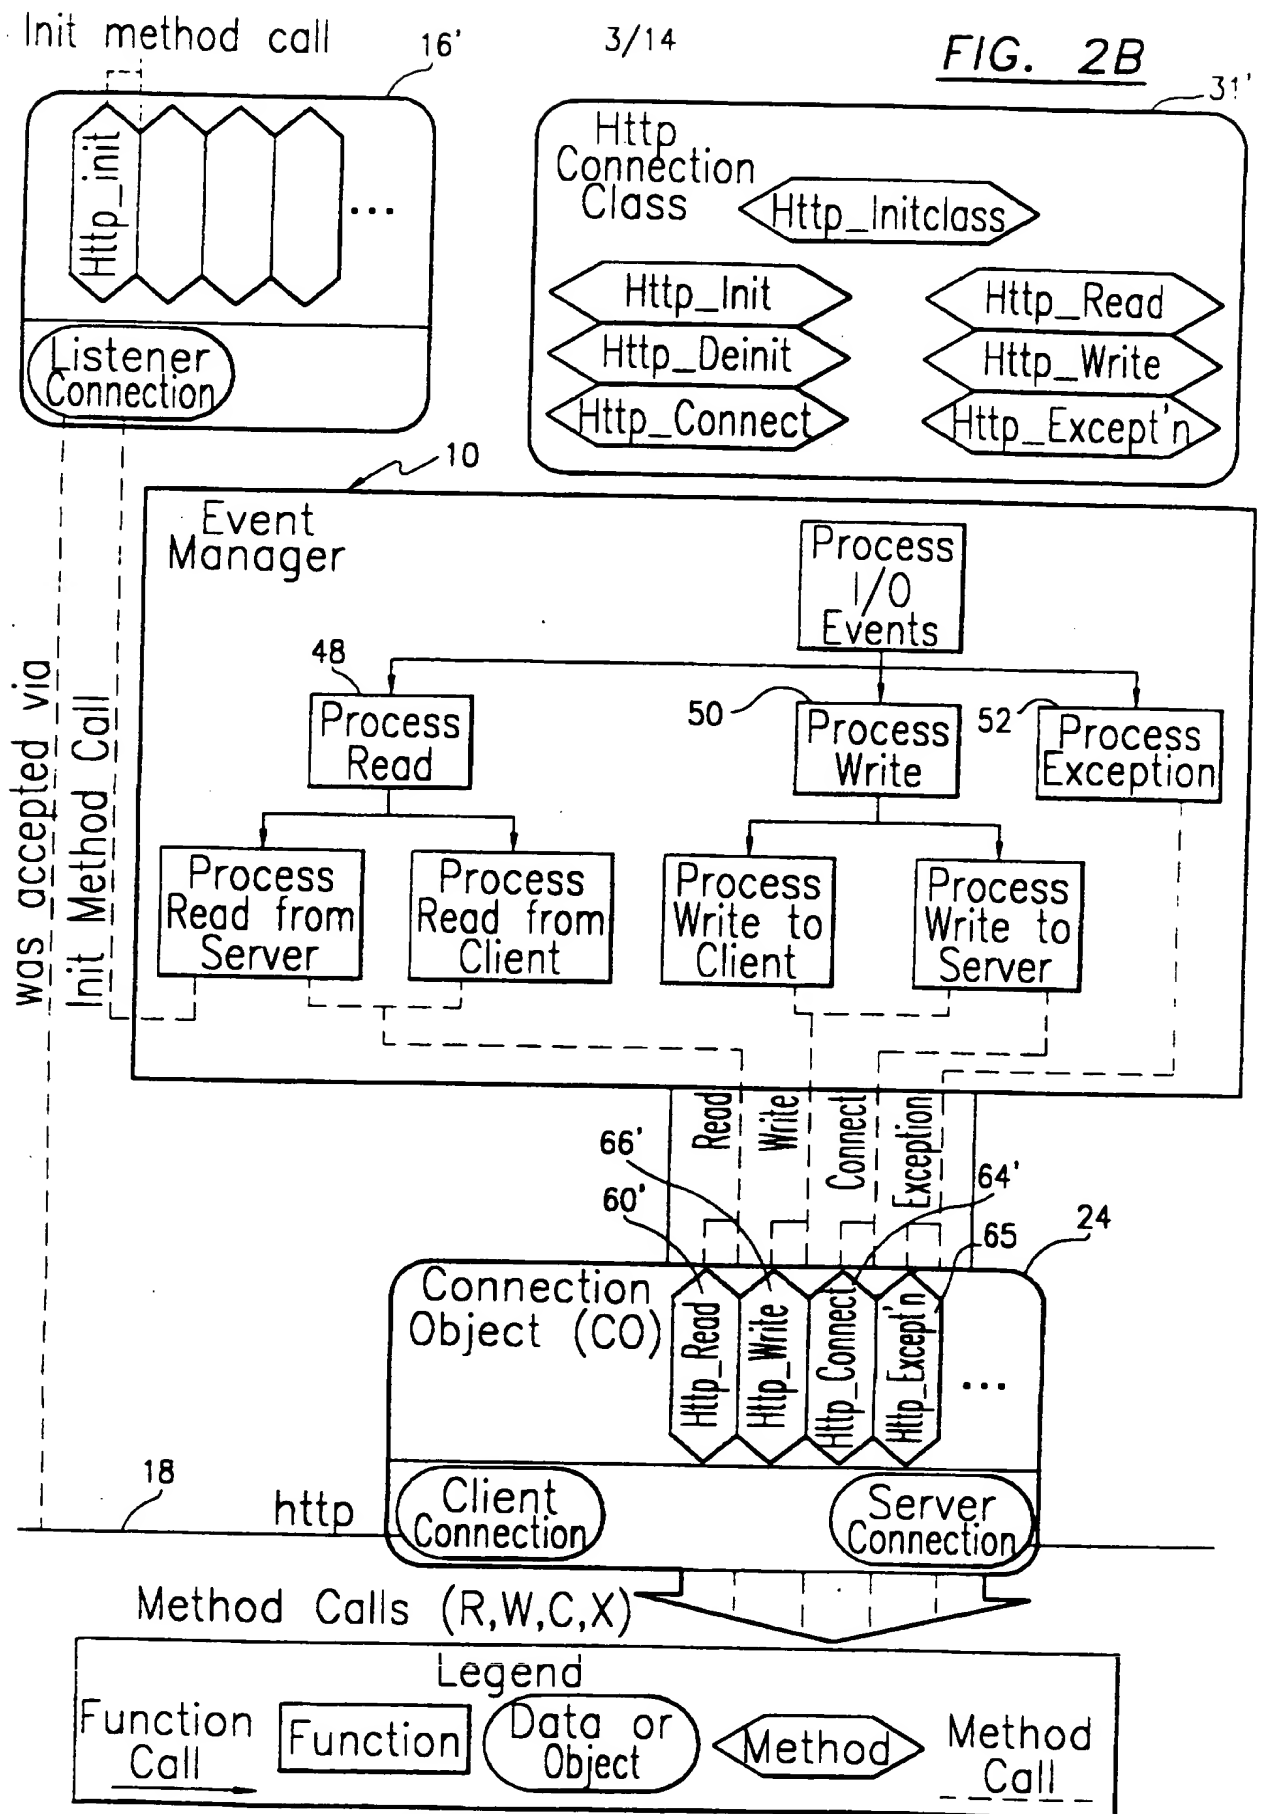 Init method call
16'
3/14
FIG. 2B
31'
Http_init
...
Listener
Connection
Http
Connection
Class
Http_Initclass
Http_Init
Http_Deinit
Http_Connect
Http_Read
Http_Write
Http_Except'n
10
Event
Manager
Process
I/O
Events
48
Process
Read
50
Process
Write
52
Process
Exception
Process
Read from
Server
Process
Read from
Client
Process
Write to
Client
Process
Write to
Server
was accepted via
Init Method Call
Read
Write
Connect
Exception
66'
60'
64'
65
24
Connection
Object (CO)
Http_Read
Http_Write
Http_Connect
Http_Except'n
...
18
http
Client
Connection
Server
Connection
Method Calls (R,W,C,X)
Legend
Function
Call
Function
Data or
Object
Method
Method
Call